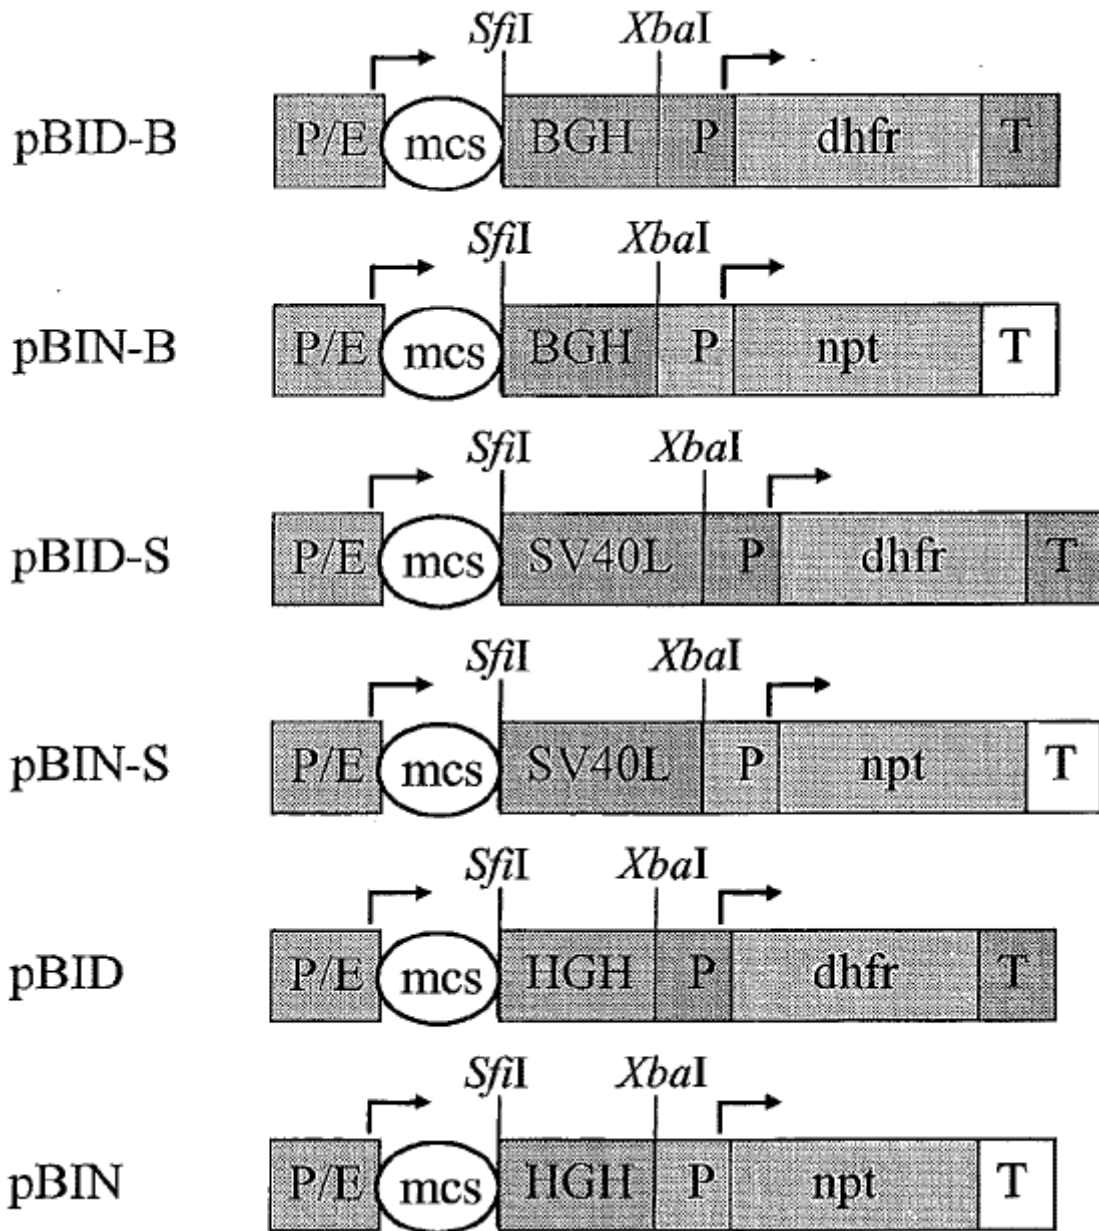 SfiI XbaI
pBID-B P/E mcs BGH P dhfr T
SfiI XbaI
pBIN-B P/E mcs BGH P npt T
SfiI XbaI
pBID-S P/E mcs SV40L P dhfr T
SfiI XbaI
pBIN-S P/E mcs SV40L P npt T
SfiI XbaI
pBID P/E mcs HGH P dhfr T
SfiI XbaI
pBIN P/E mcs HGH P npt T